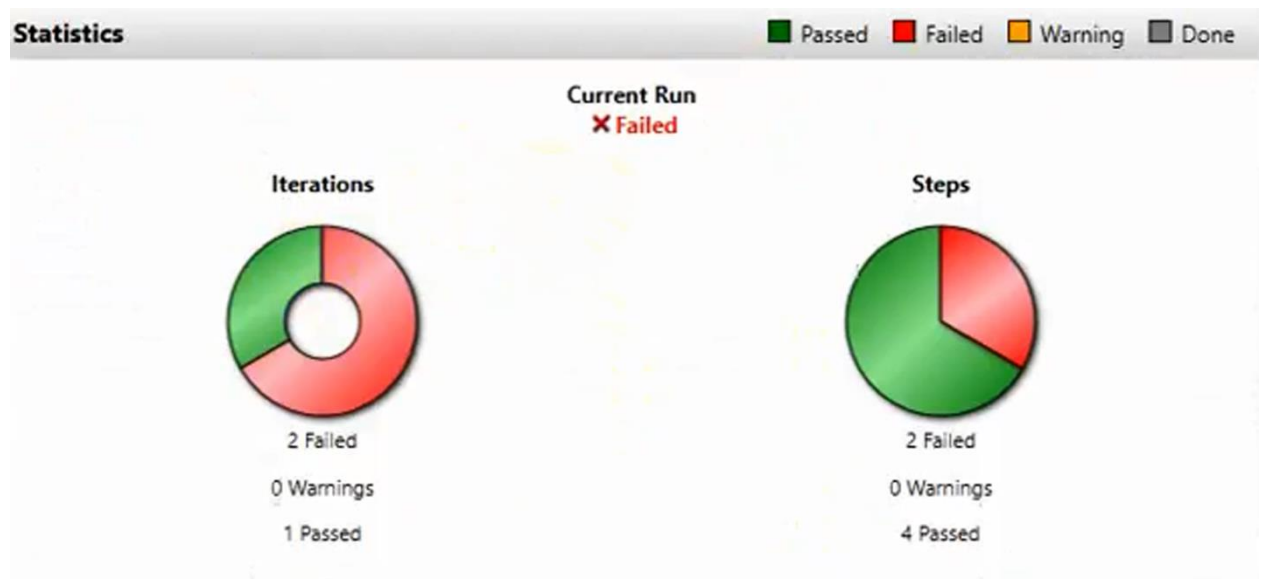 Statistics
Passed Failed Warning Done
Current Run
Failed
Iterations
2 Failed
0 Warnings
1 Passed
Steps
2 Failed
0 Warnings
4 Passed